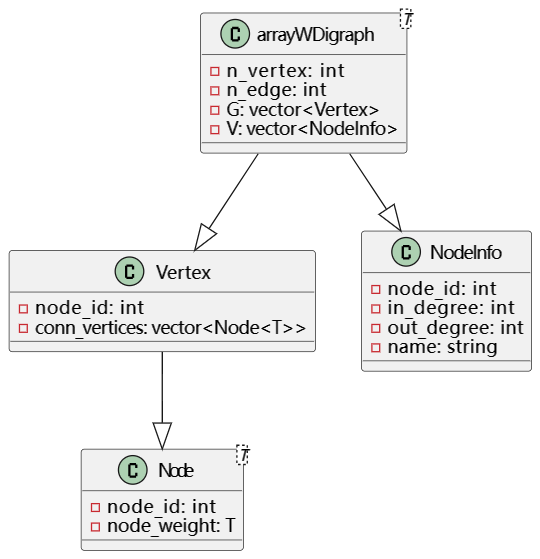 C arrayWDigraph T
n_vertex: int
n_edge: int
G: vector<Vertex>
V: vector<NodeInfo>
C Vertex
node_id: int
conn_vertices: vector<Node<T>>
C NodeInfo
node_id: int
in_degree: int
out_degree: int
name: string
C Node T
node_id: int
node_weight: T